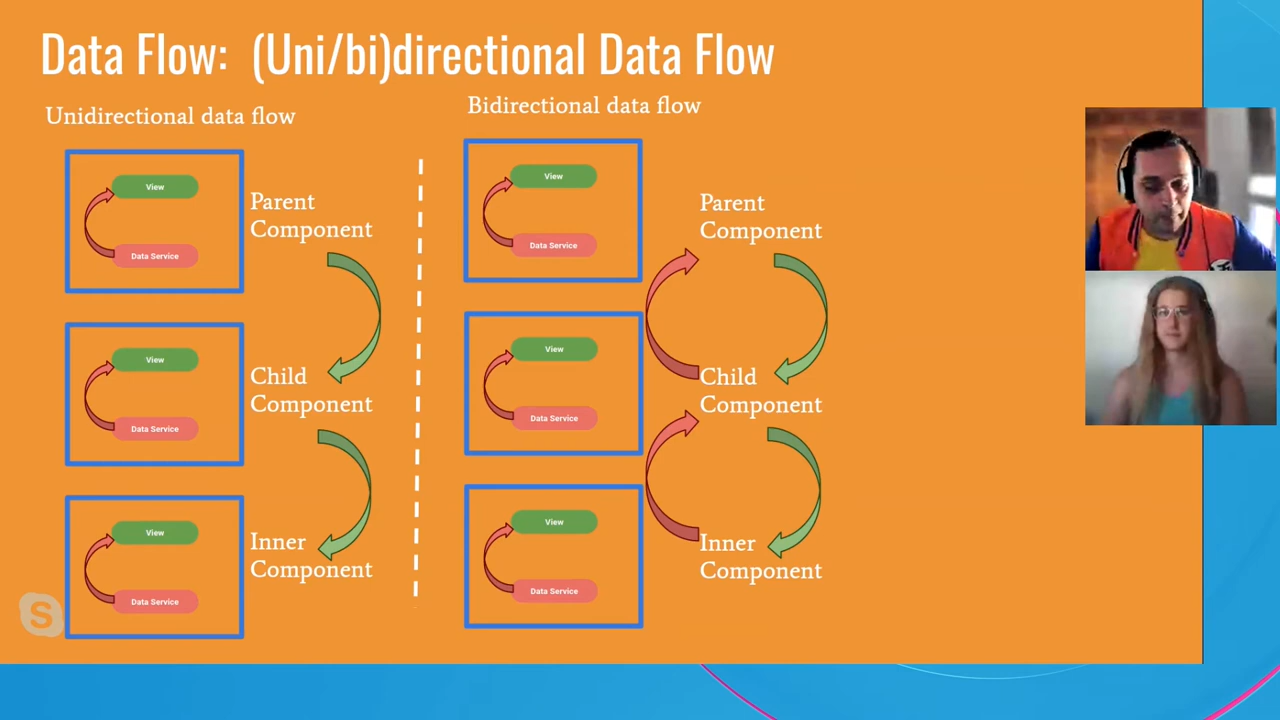 Data Flow: (Uni/bi)directional Data Flow
Unidirectional data flow
View
Data Service
Parent
Component
View
Data Service
Child
Component
View
Data Service
Inner
Component
Bidirectional data flow
View
Data Service
Parent
Component
View
Data Service
Child
Component
View
Data Service
Inner
Component
S